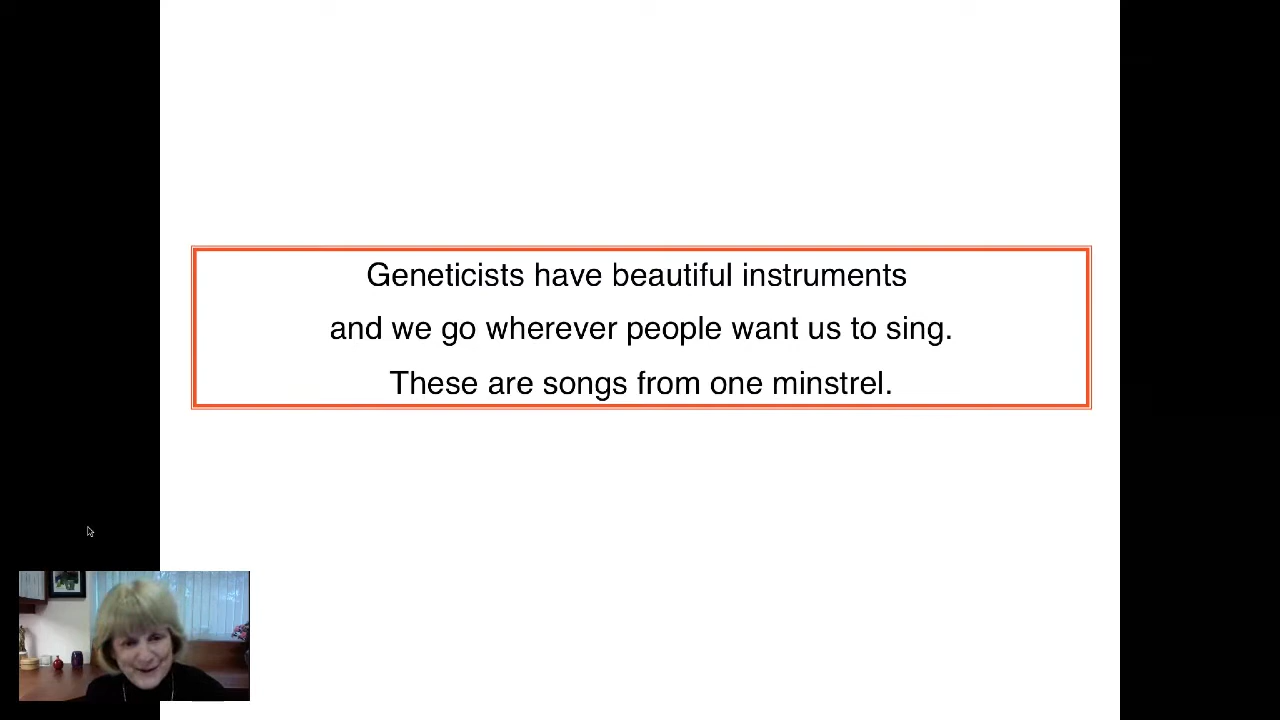 Geneticists have beautiful instruments
and we go wherever people want us to sing.
These are songs from one minstrel.